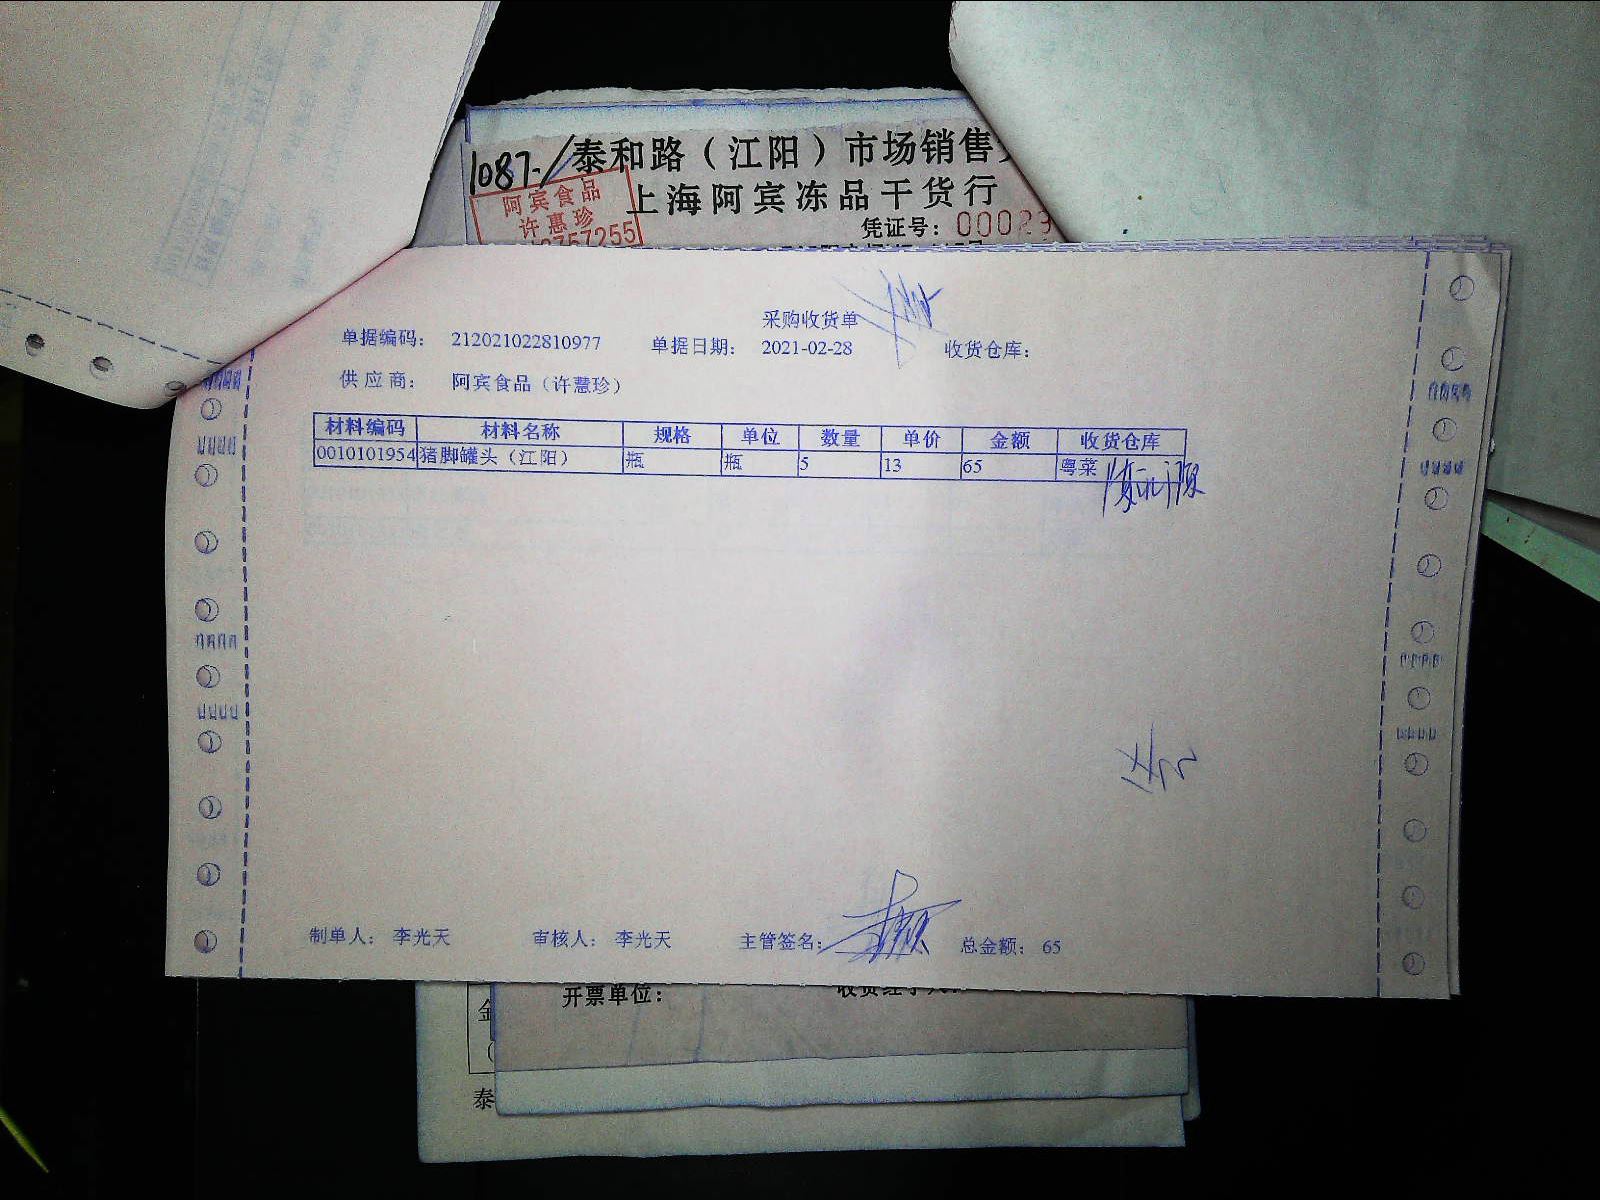 1087.-/
泰和路（江阳）市场销售
上海阿宾冻品干货行
阿宾食品
许惠珍
757255
凭证号：00023
采购收货单
单据编码： 212021022810977 单据日期： 2021-02-28 收货仓库：
供应商： 阿宾食品（许慧珍）
材料编码 材料名称 规格 单位 数量 单价 金额 收货仓库
0010101954 猪脚罐头（江阳） 瓶 瓶 5 13 65 粤菜
制单人： 李光天 审核人： 李光天 主管签名： 总金额： 65
开票单位：
金
泰